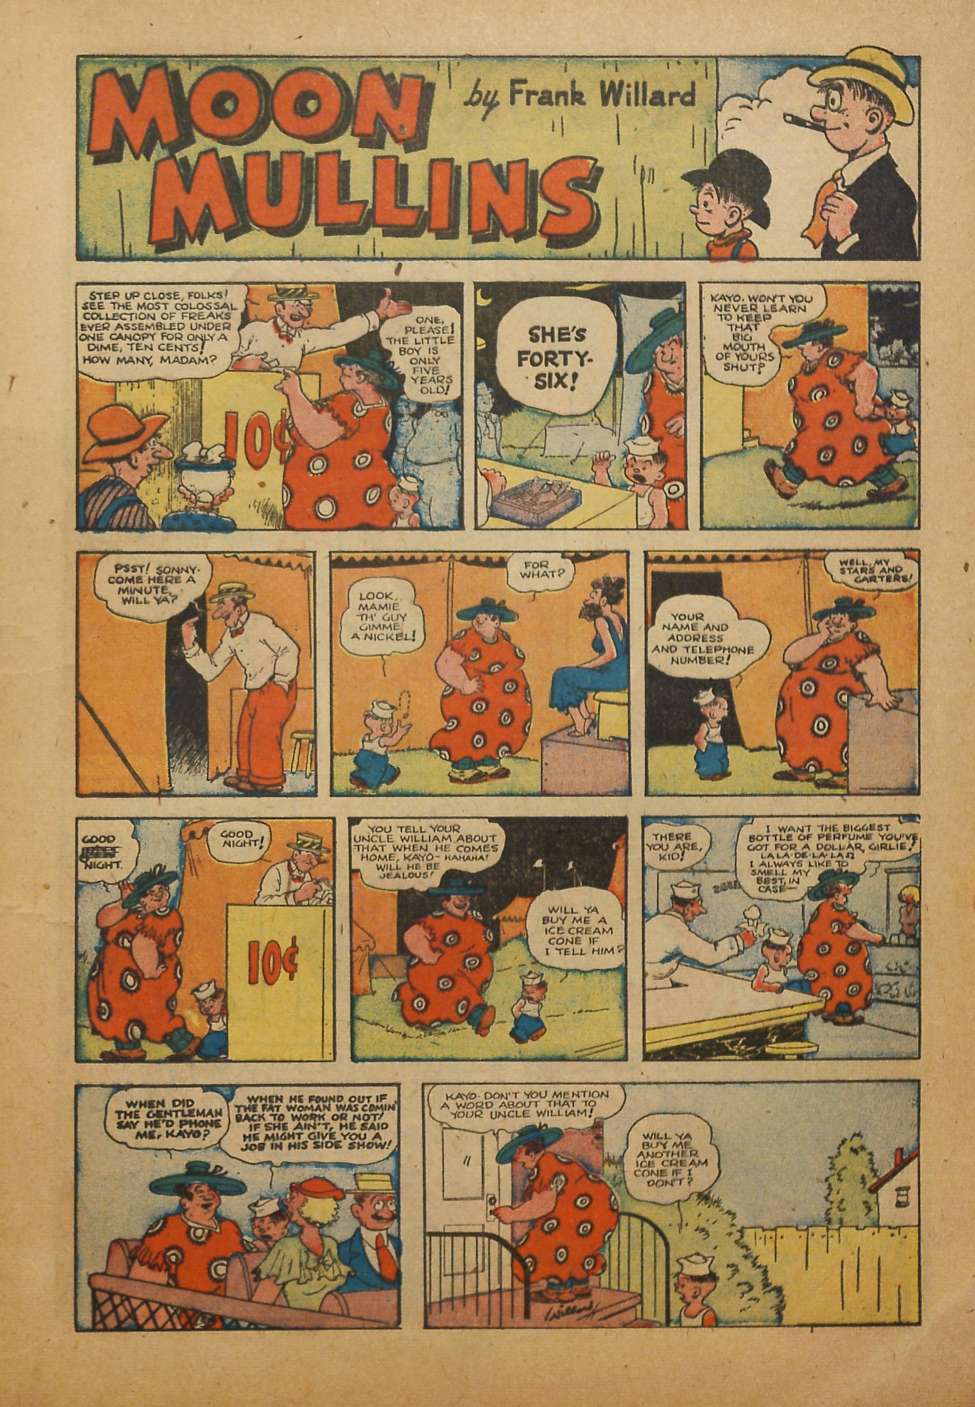 MOON
MULLINS
by Frank Willard
STEP UP CLOSE, FOLKS!
SEE THE MOST COLOSSAL
COLLECTION OF FREAKS
EVER ASSEMBLED UNDER
ONE CANOPY FOR ONLY A
DIME, TEN CENTS!
HOW MANY, MADAM?
ONE,
PLEASE!
THE LITTLE
BOY IS
ONLY
FIVE
YEARS
OLD!
10¢
SHE'S
FORTY-
SIX!
KAYO, WON'T YOU
NEVER LEARN
TO KEEP
THAT
BIG
MOUTH
OF YOURS
SHUT?
PSST! SONNY-
COME HERE A
MINUTE,
WILL YA?
LOOK,
MAMIE
TH' GUY
GIMME
A NICKEL!
FOR
WHAT?
YOUR
NAME AND
ADDRESS
AND TELEPHONE
NUMBER!
WELL, MY
STARS AND
GARTERS!
GOOD
NIGHT.
GOOD
NIGHT!
10¢
YOU TELL YOUR
UNCLE WILLIAM ABOUT
THAT WHEN HE COMES
HOME, KAYO- HAHAHA!
WILL HE BE
JEALOUS!
WILL YA
BUY ME A
ICE CREAM
CONE IF
I TELL HIM?
THERE
YOU ARE,
KID!
I WANT THE BIGGEST
BOTTLE OF PERFUME YOU'VE
GOT FOR A DOLLAR, GIRLIE!
LA LA-DE-LA-LA♫
I ALWAYS LIKE TO
SMELL MY
BEST, IN
CASE-
WHEN DID
THE GENTLEMAN
SAY HE'D PHONE
ME, KAYO?
WHEN HE FOUND OUT IF
THE FAT WOMAN WAS COMIN'
BACK TO WORK OR NOT!
IF SHE AIN'T, HE SAID
HE MIGHT GIVE YOU A
JOB IN HIS SIDE SHOW!
KAYO- DON'T YOU MENTION
A WORD ABOUT THAT TO
YOUR UNCLE WILLIAM!
WILL YA
BUY ME
ANOTHER
ICE CREAM
CONE IF I
DON'T?
Willard